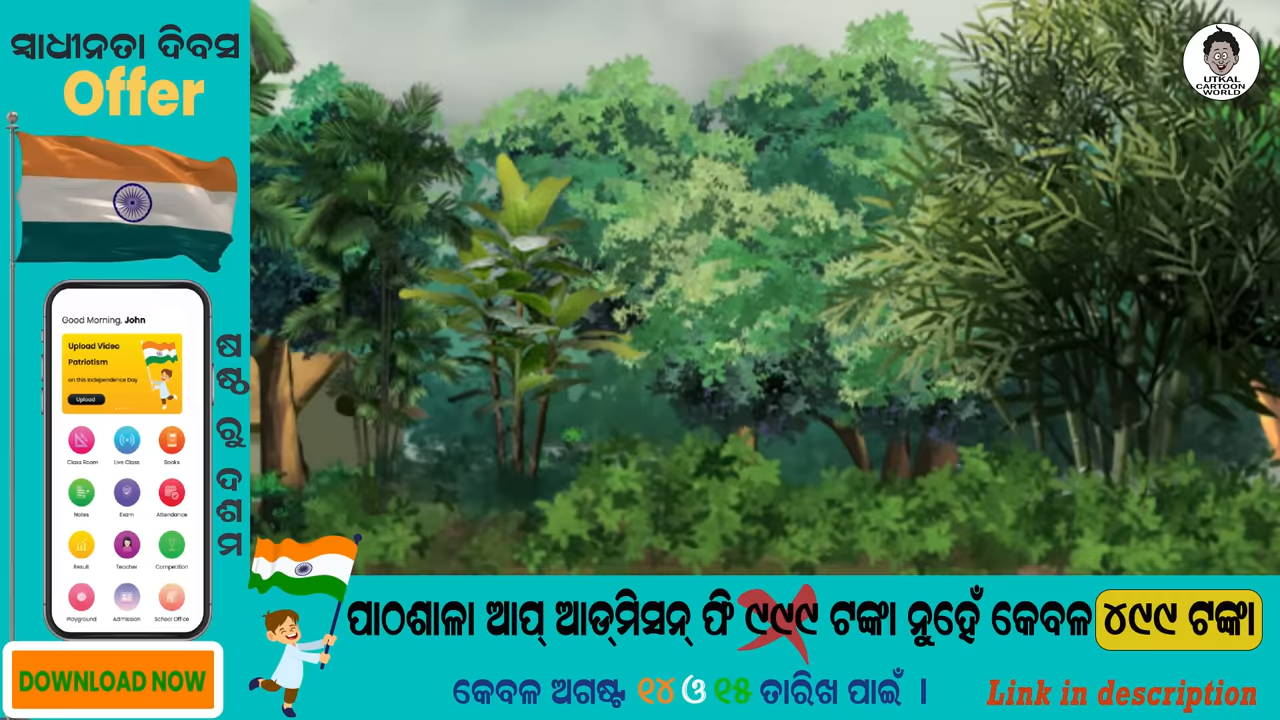 ସ୍ୱାଧୀନତା ଦିବସ
Offer
Good Morning, John
Upload Video
Patriotism
on this Independence Day
Upload
Class Room Live Class Books
Notes Exam Attendance
Result Teacher Competition
Playground Admission School Office
ଷଷ୍ଠ ରୁ ଦଶମ
DOWNLOAD NOW
UTKAL
CARTOON
WORLD
ପାଠଶାଳା ଆପ୍ ଆଡ୍‌ମିସନ୍ ଫି ୯୯୯ ଟଙ୍କା ନୁହେଁ କେବଳ ୪୯୯ ଟଙ୍କା
କେବଳ ଅଗଷ୍ଟ ୧୪ ଓ ୧୫ ତାରିଖ ପାଇଁ ।
Link in description